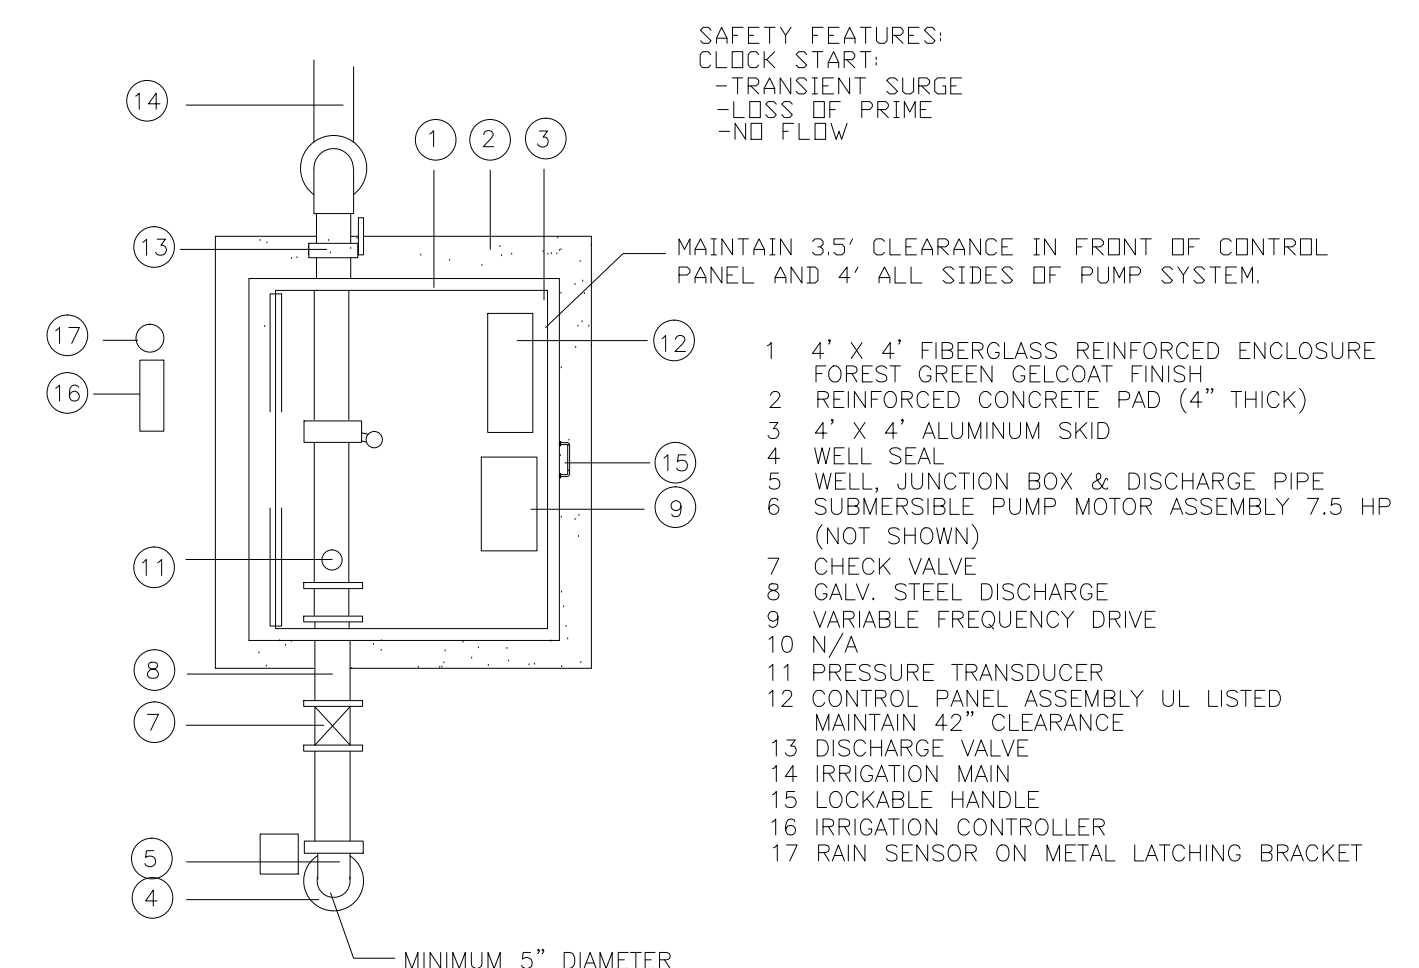 SAFETY FEATURES:
CLOCK START:
-TRANSIENT SURGE
-LOSS OF PRIME
-NO FLOW
14
1
2
3
13
MAINTAIN 3.5' CLEARANCE IN FRONT OF CONTROL
PANEL AND 4' ALL SIDES OF PUMP SYSTEM.
17
12
16
15
9
11
8
7
5
4
MINIMUM 5" DIAMETER
1 4' X 4' FIBERGLASS REINFORCED ENCLOSURE
FOREST GREEN GELCOAT FINISH
2 REINFORCED CONCRETE PAD (4" THICK)
3 4' X 4' ALUMINUM SKID
4 WELL SEAL
5 WELL, JUNCTION BOX & DISCHARGE PIPE
6 SUBMERSIBLE PUMP MOTOR ASSEMBLY 7.5 HP
(NOT SHOWN)
7 CHECK VALVE
8 GALV. STEEL DISCHARGE
9 VARIABLE FREQUENCY DRIVE
10 N/A
11 PRESSURE TRANSDUCER
12 CONTROL PANEL ASSEMBLY UL LISTED
MAINTAIN 42" CLEARANCE
13 DISCHARGE VALVE
14 IRRIGATION MAIN
15 LOCKABLE HANDLE
16 IRRIGATION CONTROLLER
17 RAIN SENSOR ON METAL LATCHING BRACKET